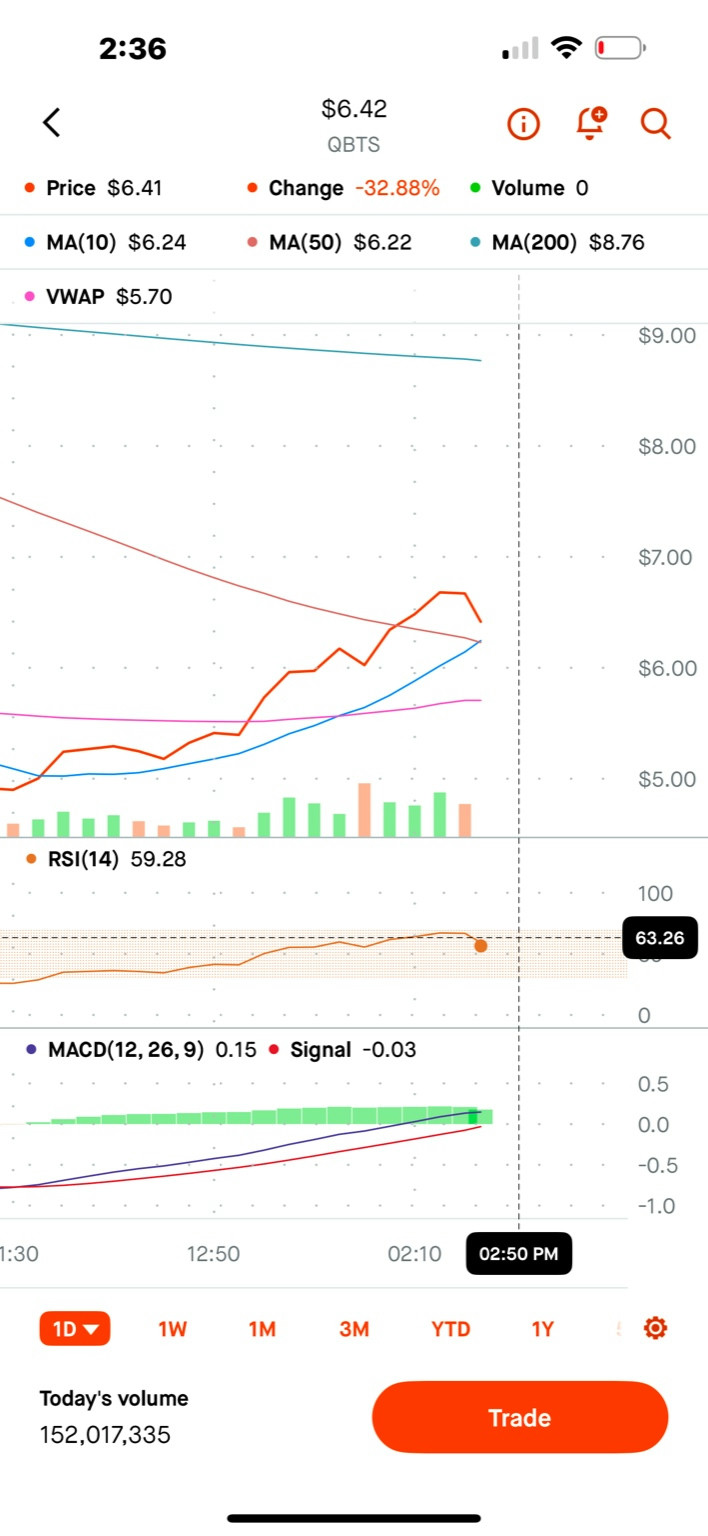 2:36
$6.42
QBTS
Price $6.41 Change -32.88% Volume 0
MA(10) $6.24 MA(50) $6.22 MA(200) $8.76
VWAP $5.70
$9.00
$8.00
$7.00
$6.00
$5.00
RSI(14) 59.28
100
63.26
0
MACD(12, 26, 9) 0.15 Signal -0.03
0.5
0.0
-0.5
-1.0
1:30 12:50 02:10 02:50 PM
1D 1W 1M 3M YTD 1Y
Today's volume
152,017,335
Trade